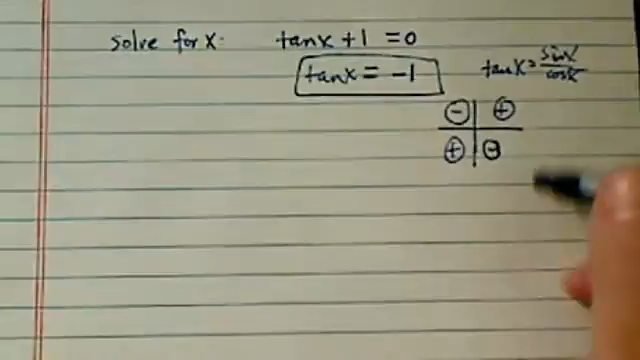 solve for x: tanx + 1 = 0
tanx = -1
tanx = sinx/cosx
- +
+ -